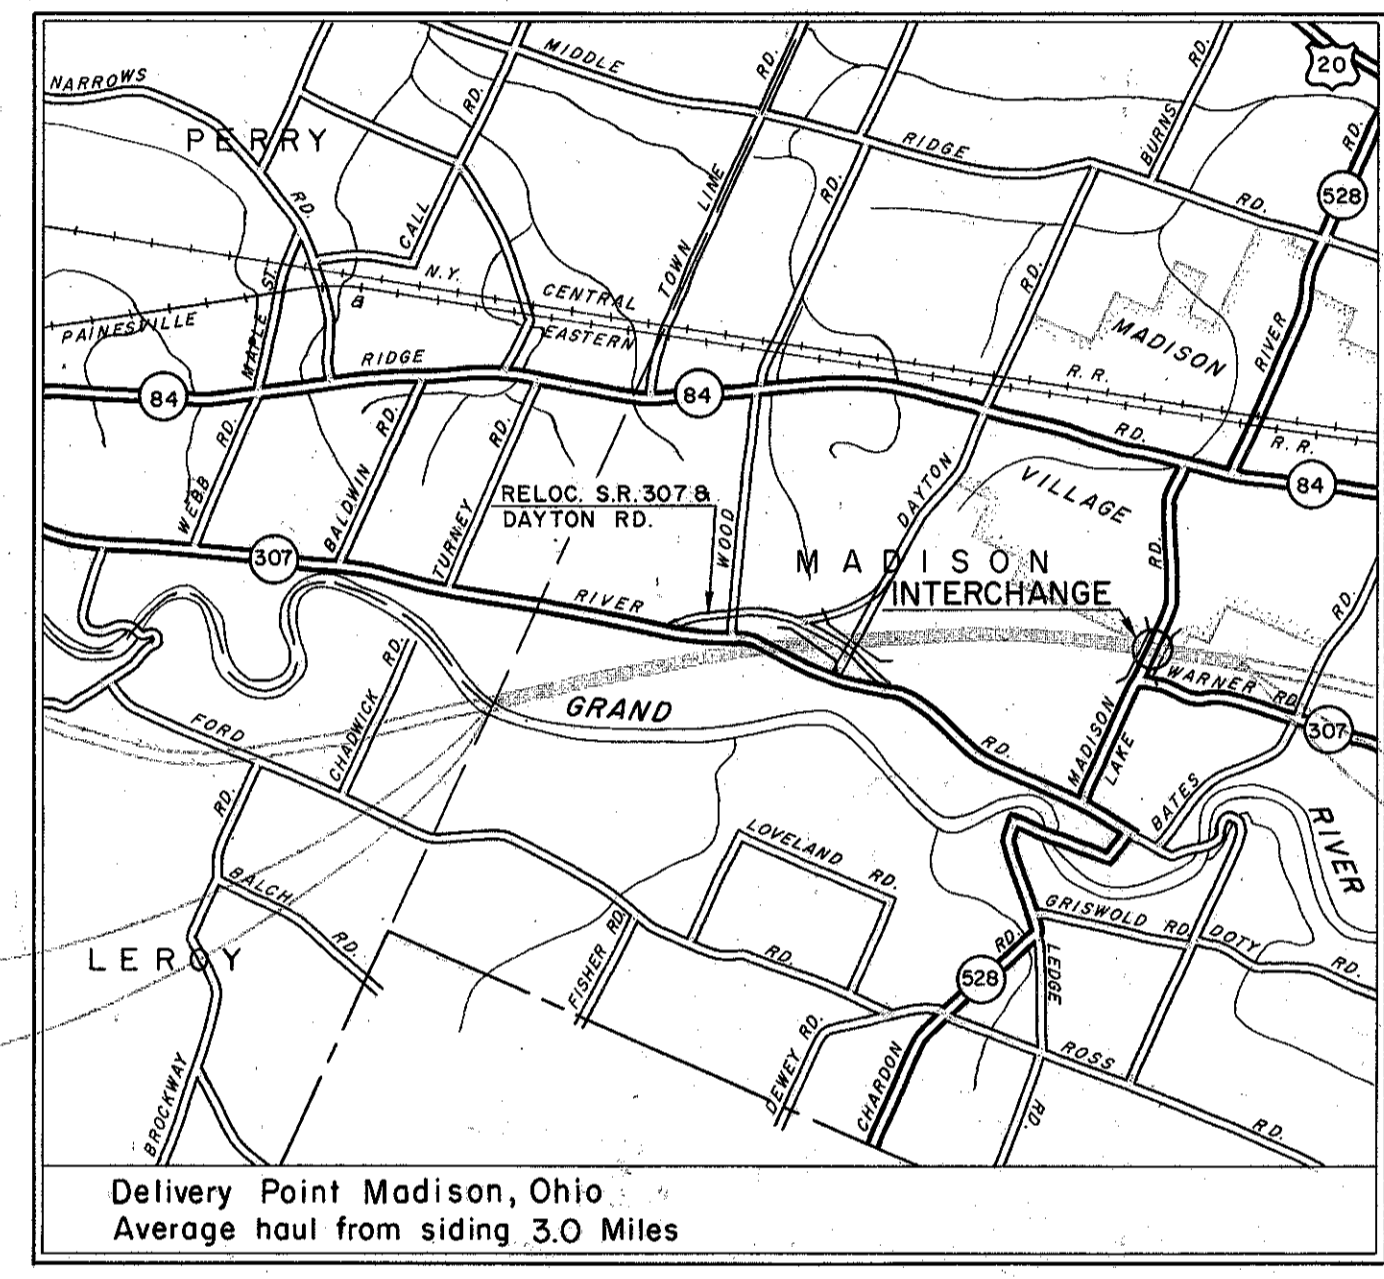 NARROWS
RD.
PERRY
MIDDLE
RIDGE
RD.
RD.
CALL
TOWN
LINE
RD.
RD.
BURNS
RD.
20
RD.
528
N.Y.
CENTRAL
PAINESVILLE
&
EASTERN
R.R.
R.R.
MAPLE
ST.
RD.
MADISON
RIVER
84
RIDGE
84
RD.
84
WEBB
RD.
BALDWIN
RD.
TURNEY
RD.
RELOC. S.R. 307 &
DAYTON RD.
WOOD
DAYTON
VILLAGE
MADISON
INTERCHANGE
RD.
RD.
307
RIVER
RD.
CHADWICK
RD.
FORD
GRAND
MADISON
LAKE
WARNER RD.
307
BATES
RIVER
RD.
BALCH
RD.
LOVELAND
RD.
LEROY
FISHER RD.
RD.
GRISWOLD RD.
DOTY
RD.
RD.
528
LEDGE
DEWEY RD.
CHARDON
ROSS
RD.
RD.
BROCKWAY
Delivery Point Madison, Ohio
Average haul from siding 3.0 Miles